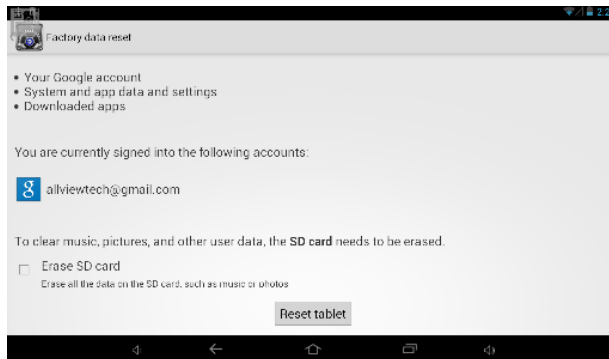 2:2
Factory data reset
• Your Google account
• System and app data and settings
• Downloaded apps
You are currently signed into the following accounts:
g allviewtech@gmail.com
To clear music, pictures, and other user data, the SD card needs to be erased.
Erase SD card
Erase all the data on the SD card, such as music or photos
Reset tablet